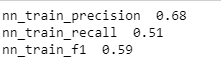 nn_train_precision 0.68
nn_train_recall 0.51
nn_train_f1 0.59